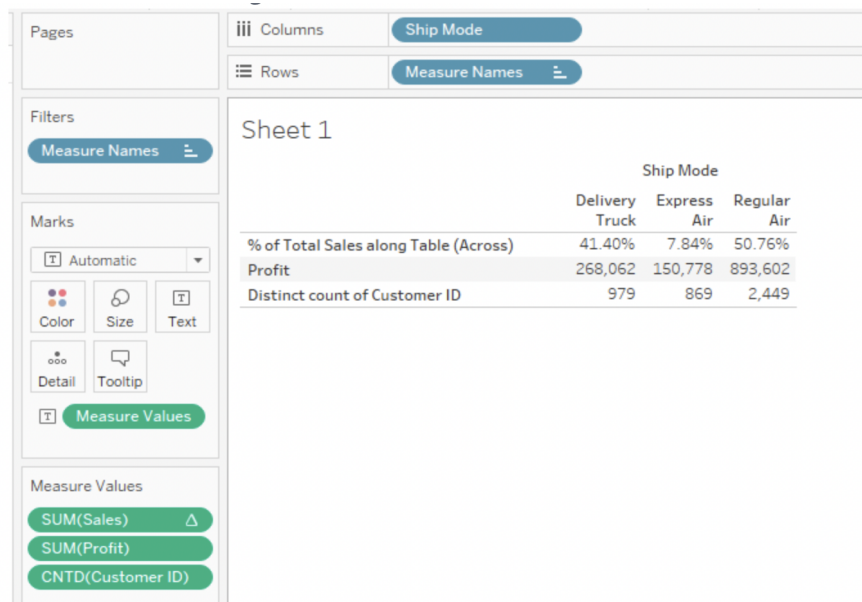 Pages
iii Columns
Ship Mode
Rows
Measure Names
Filters
Measure Names
Sheet 1
Ship Mode
Delivery Truck
Express Air
Regular Air
% of Total Sales along Table (Across) 41.40% 7.84% 50.76%
Profit 268,062 150,778 893,602
Distinct count of Customer ID 979 869 2,449
Marks
T Automatic
Color
Size
T
Text
Detail
Tooltip
T Measure Values
Measure Values
SUM(Sales) Δ
SUM(Profit)
CNTD(Customer ID)